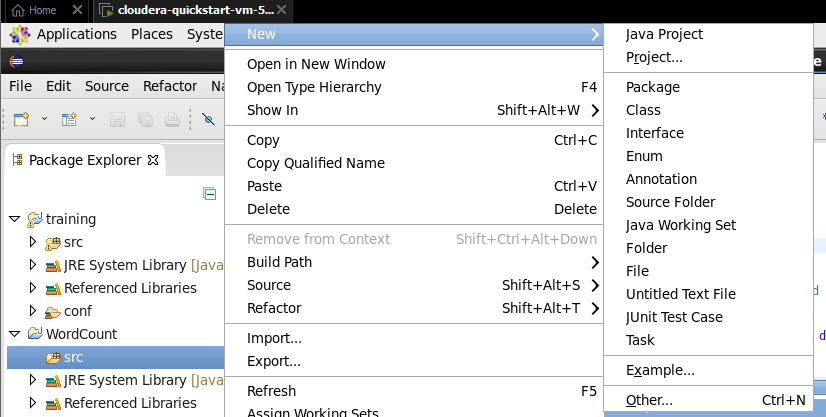 Home
cloudera-quickstart-vm-5...
Applications Places Syste
File Edit Source Refactor Na
Package Explorer
training
src
JRE System Library [Java
Referenced Libraries
conf
WordCount
src
JRE System Library [Java
Referenced Libraries
New
Open in New Window
Open Type Hierarchy F4
Show In Shift+Alt+W
Copy Ctrl+C
Copy Qualified Name
Paste Ctrl+V
Delete Delete
Remove from Context Shift+Ctrl+Alt+Down
Build Path
Source Shift+Alt+S
Refactor Shift+Alt+T
Import...
Export...
Refresh F5
Assign Working Sets
Java Project
Project...
Package
Class
Interface
Enum
Annotation
Source Folder
Java Working Set
Folder
File
Untitled Text File
JUnit Test Case
Task
Example...
Other... Ctrl+N